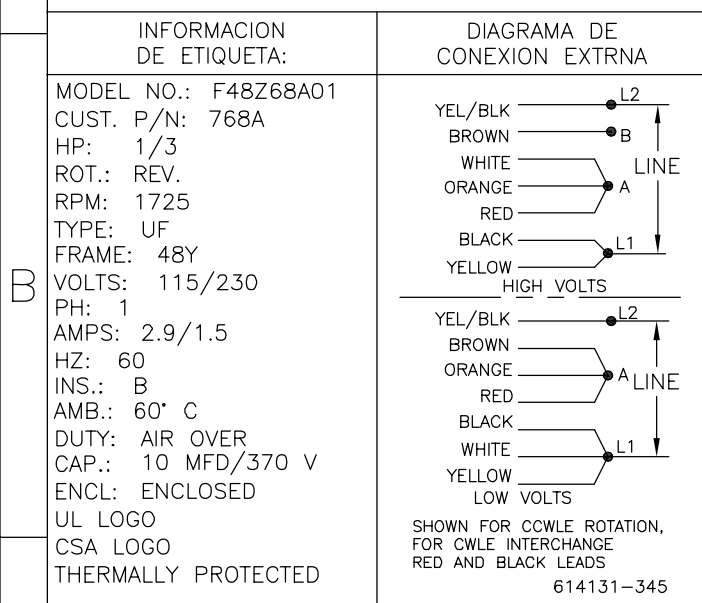 INFORMACION
DE ETIQUETA:
MODEL NO.: F48Z68A01
CUST. P/N: 768A
HP: 1/3
ROT.: REV.
RPM: 1725
TYPE: UF
FRAME: 48Y
VOLTS: 115/230
PH: 1
AMPS: 2.9/1.5
HZ: 60
INS.: B
AMB.: 60° C
DUTY: AIR OVER
CAP.: 10 MFD/370 V
ENCL: ENCLOSED
UL LOGO
CSA LOGO
THERMALLY PROTECTED
B
DIAGRAMA DE
CONEXION EXTRNA
YEL/BLK L2
BROWN B
WHITE
LINE
ORANGE A
RED
BLACK
L1
YELLOW
HIGH VOLTS
YEL/BLK L2
BROWN
ORANGE
A LINE
RED
BLACK
WHITE L1
YELLOW
LOW VOLTS
SHOWN FOR CCWLE ROTATION,
FOR CWLE INTERCHANGE
RED AND BLACK LEADS
614131-345